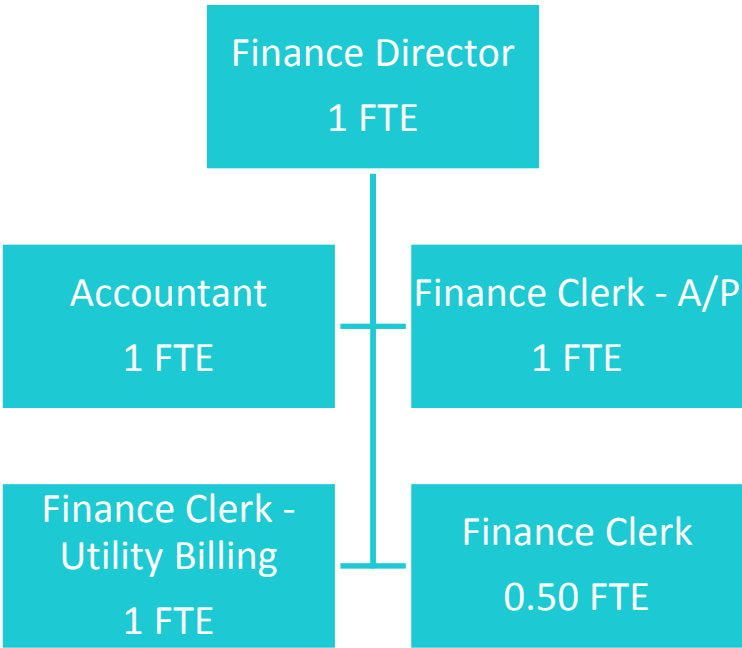 Finance Director
1 FTE
Accountant
1 FTE
Finance Clerk - A/P
1 FTE
Finance Clerk -
Utility Billing
1 FTE
Finance Clerk
0.50 FTE